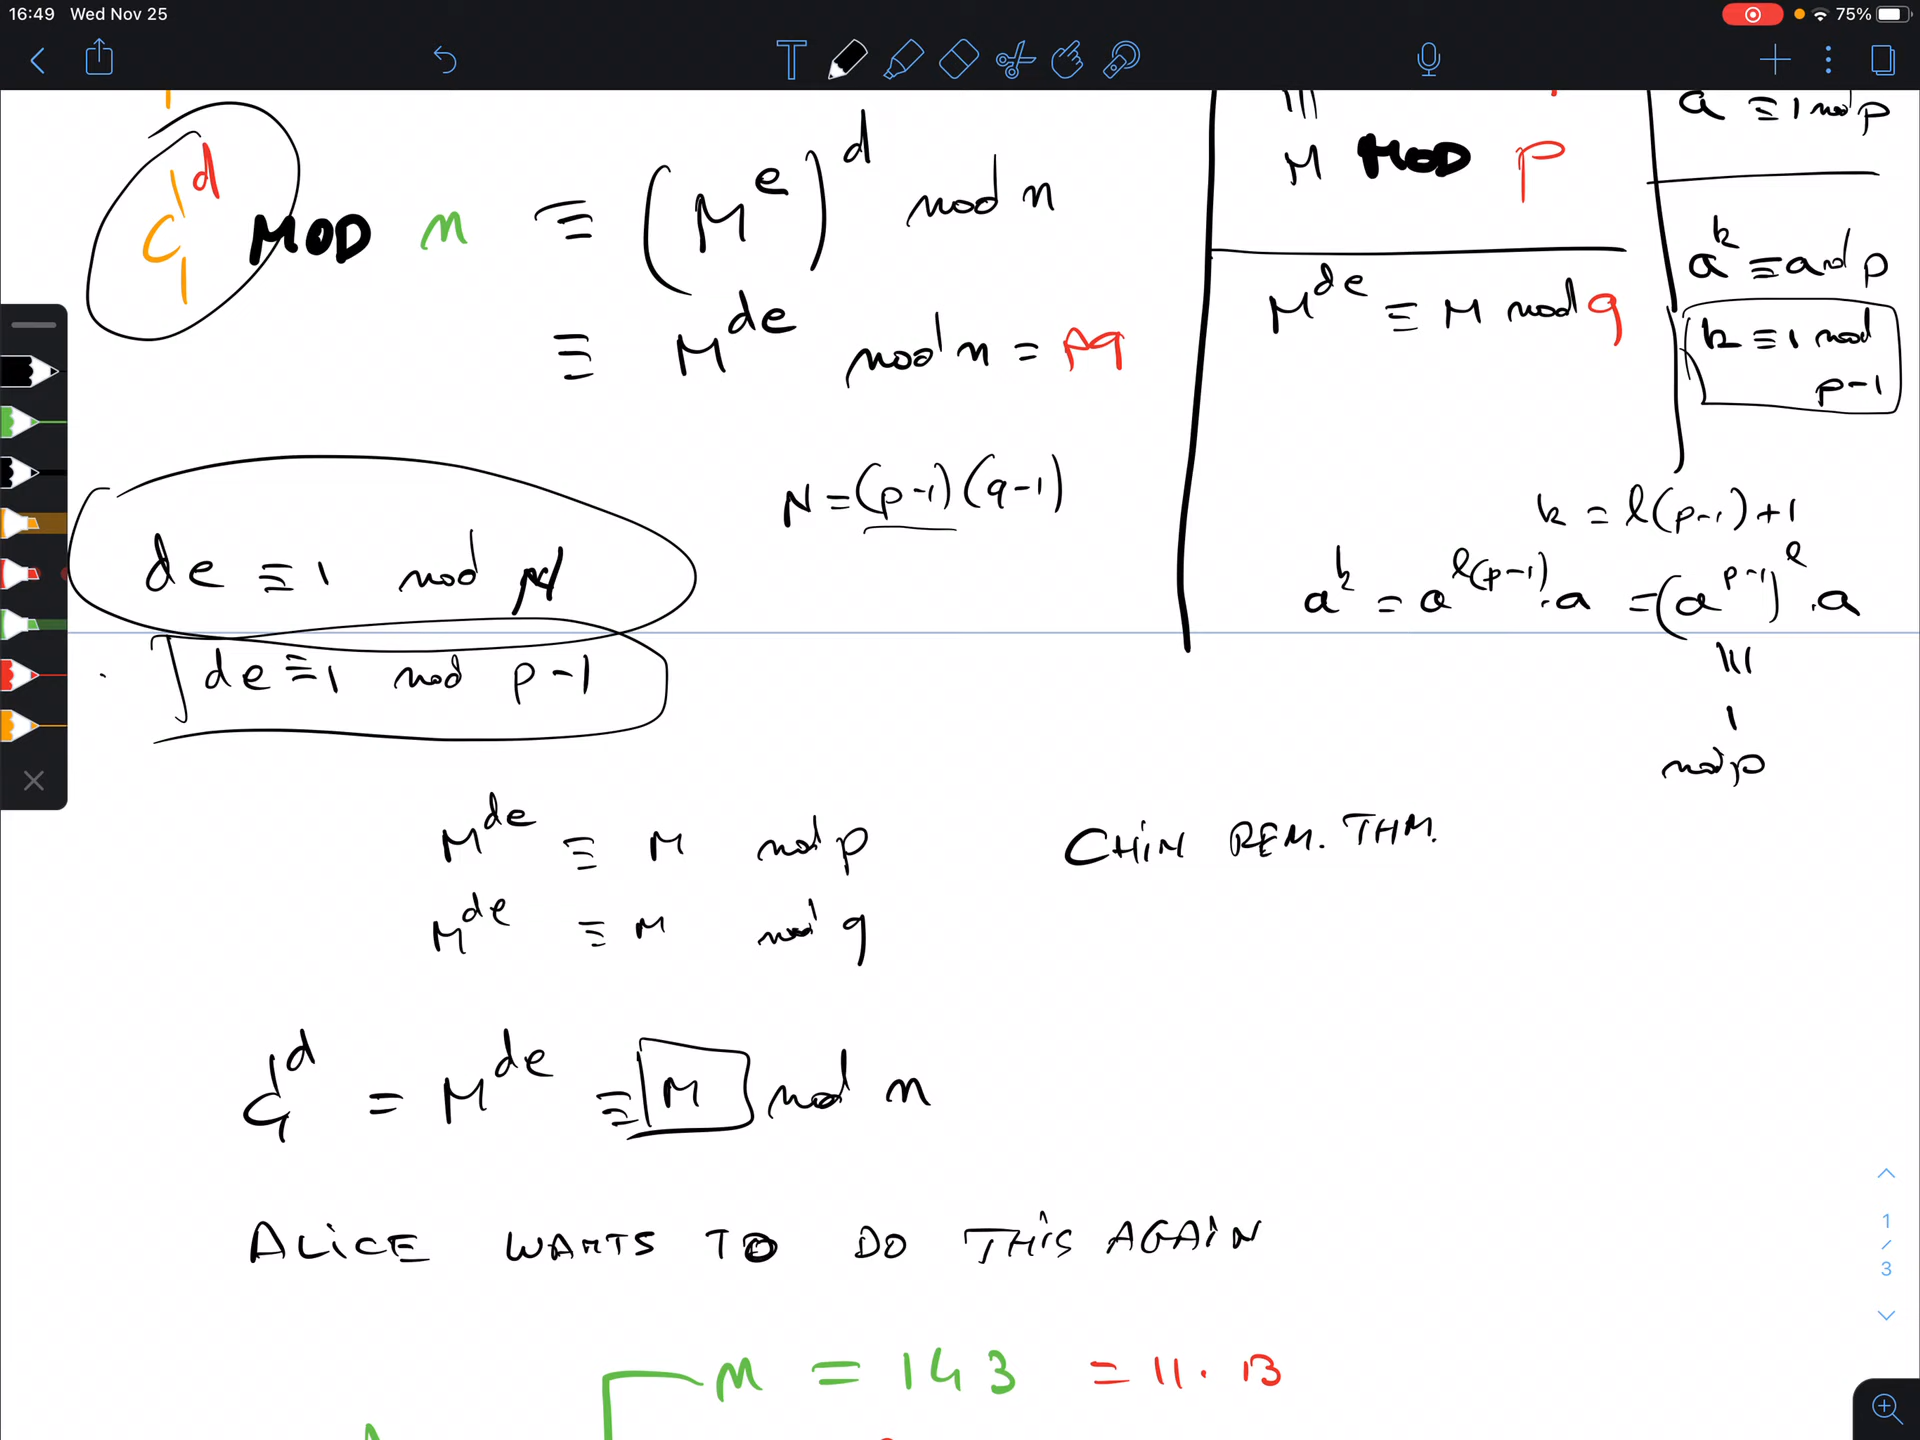 16:49 Wed Nov 25
75%
C^d MOD n ≡ (M^e)^d mod n
≡ M^de mod n = M
N = (p-1)(q-1)
de ≡ 1 mod N
de ≡ 1 mod p-1
M MOD p
M^de ≡ M mod q
a ≡ 1 mod p
a^k ≡ a mod p
k ≡ 1 mod
p-1
k = l(p-1)+1
a^k = a^l(p-1) · a = (a^p-1)^l · a
≡
1
mod p
M^de ≡ M mod p
CHIN REM. THM.
M^de ≡ M mod q
C^d = M^de ≡ M mod n
ALICE WANTS TO DO THIS AGAIN
n = 143 = 11 · 13
1
/
3